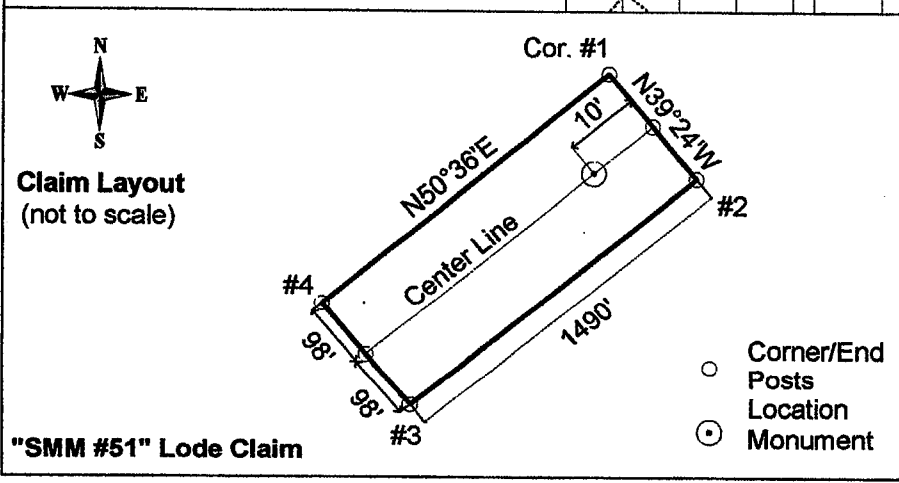 N
W E
S
Claim Layout
(not to scale)
Cor. #1
10'
N39°24'W
N50°36'E
#2
Center Line
#4
1490'
98'
98'
#3
Corner/End
Posts
Location
Monument
"SMM #51" Lode Claim